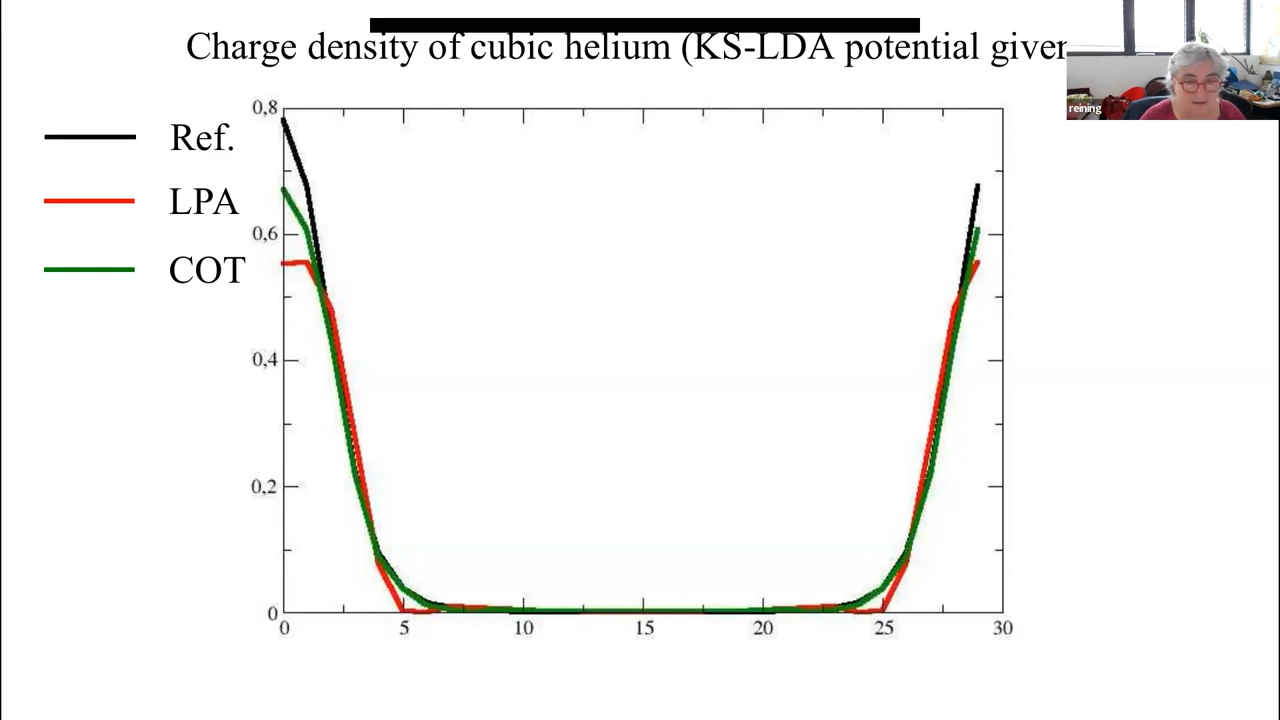 Charge density of cubic helium (KS-LDA potential given
reining
Ref.
LPA
COT
0,8
0,6
0,4
0,2
0
0 5 10 15 20 25 30